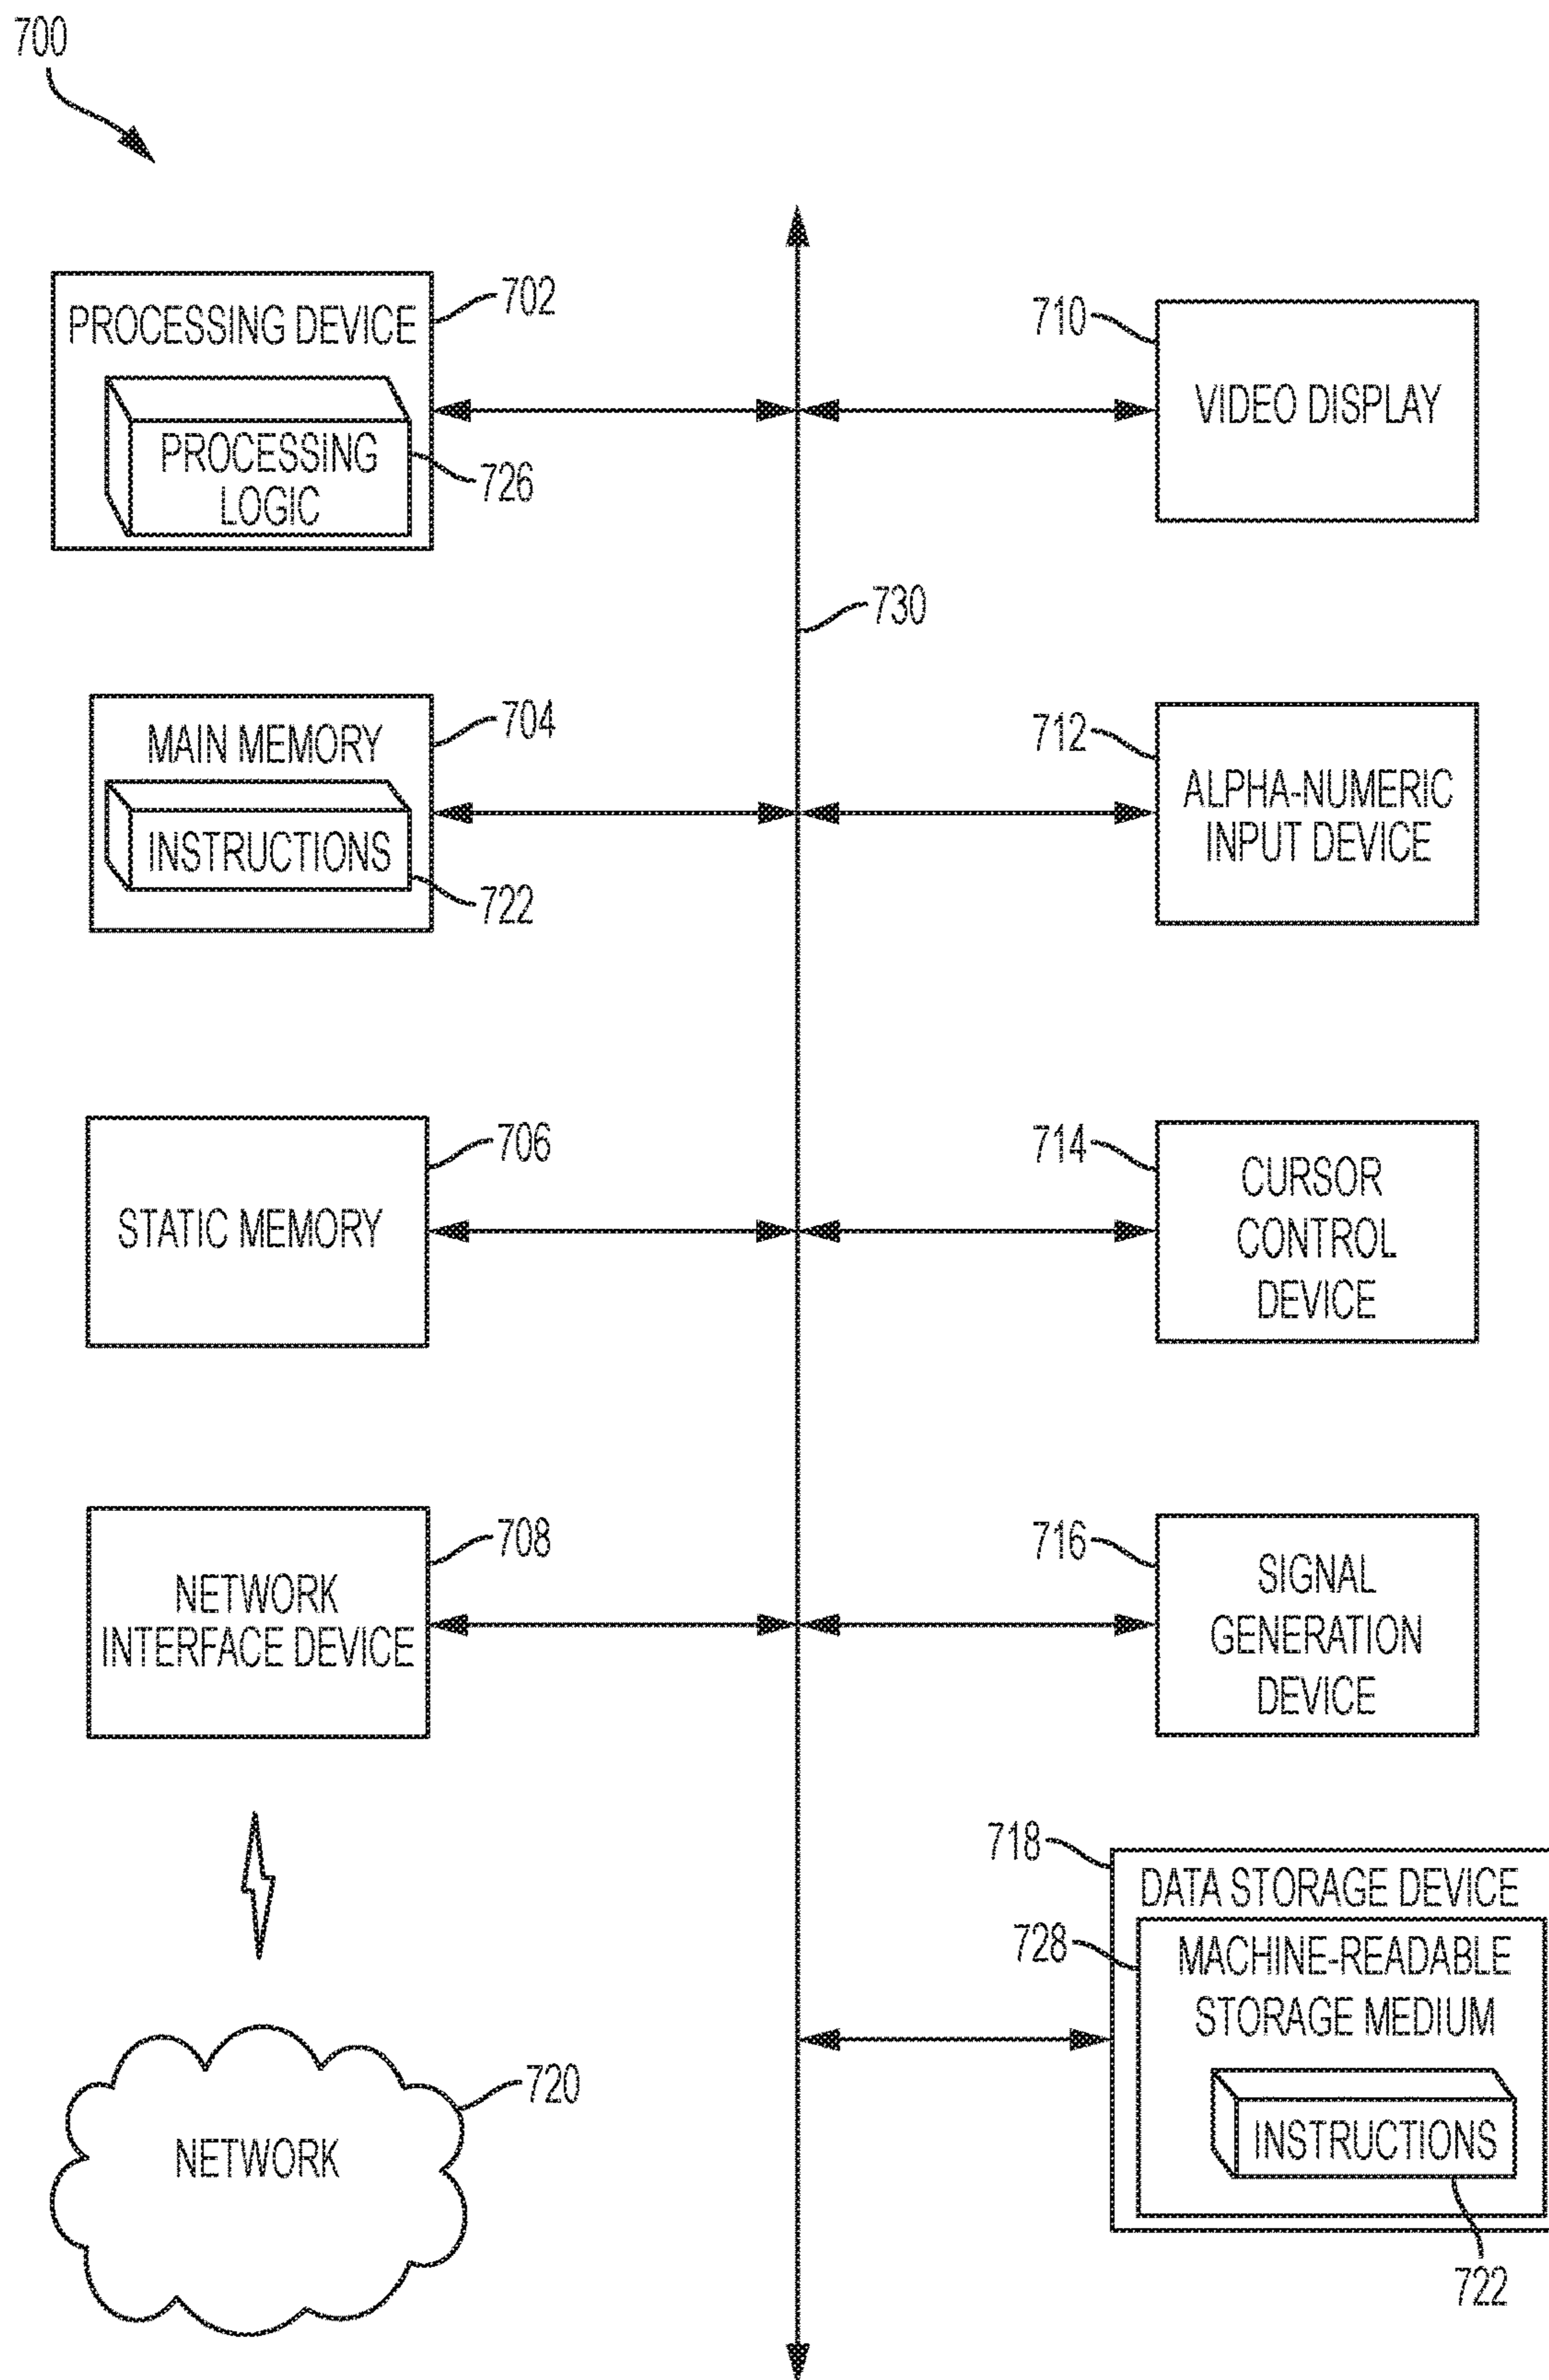 700
PROCESSING DEVICE
702
PROCESSING
LOGIC
726
710
VIDEO DISPLAY
730
MAIN MEMORY
704
INSTRUCTIONS
722
712
ALPHA-NUMERIC
INPUT DEVICE
STATIC MEMORY
706
714
CURSOR
CONTROL
DEVICE
NETWORK
INTERFACE DEVICE
708
716
SIGNAL
GENERATION
DEVICE
718
DATA STORAGE DEVICE
728
MACHINE-READABLE
STORAGE MEDIUM
INSTRUCTIONS
722
NETWORK
720